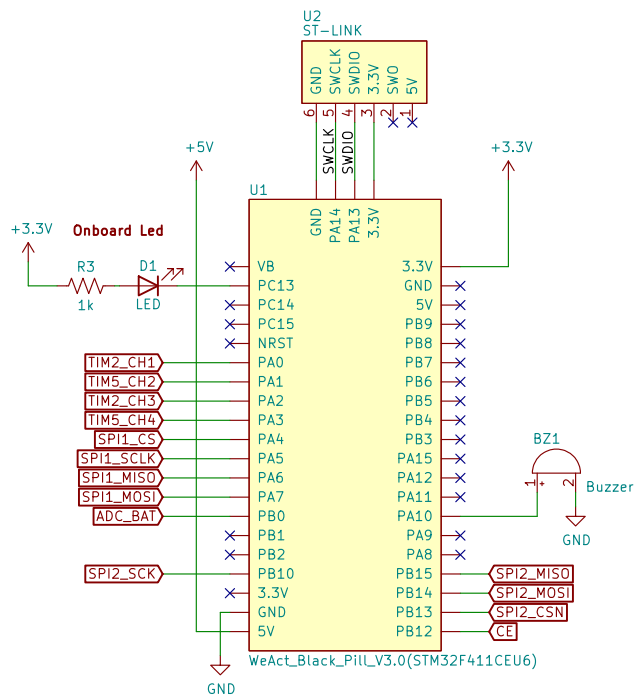 U2
ST-LINK
GND
SWCLK
SWDIO
3.3V
SWO
5V
6
5
4
3
2
1
SWCLK
SWDIO
+5V
+3.3V
U1
GND
PA14
PA13
3.3V
+3.3V
Onboard Led
R3
1k
D1
LED
VB
PC13
PC14
PC15
NRST
TIM2_CH1
PA0
TIM5_CH2
PA1
TIM2_CH3
PA2
TIM5_CH4
PA3
SPI1_CS
PA4
SPI1_SCLK
PA5
SPI1_MISO
PA6
SPI1_MOSI
PA7
ADC_BAT
PB0
PB1
PB2
SPI2_SCK
PB10
3.3V
GND
5V
3.3V
GND
5V
PB9
PB8
PB7
PB6
PB5
PB4
PB3
PA15
PA12
PA11
PA10
PA9
PA8
PB15
SPI2_MISO
PB14
SPI2_MOSI
PB13
SPI2_CSN
PB12
CE
BZ1
1
+
2
Buzzer
GND
WeAct_Black_Pill_V3.0(STM32F411CEU6)
GND